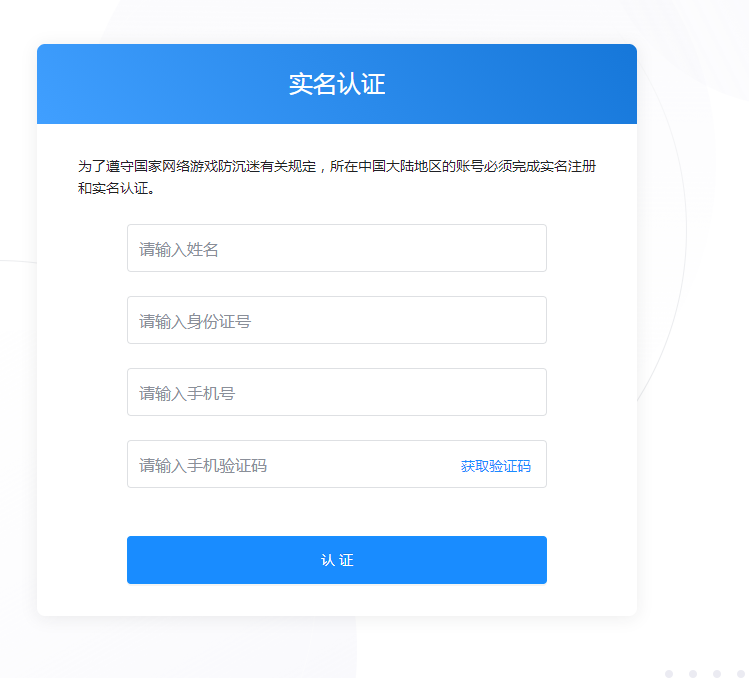 实名认证
为了遵守国家网络游戏防沉迷有关规定，所在中国大陆地区的账号必须完成实名注册
和实名认证。
请输入姓名
请输入身份证号
请输入手机号
请输入手机验证码 获取验证码
认 证